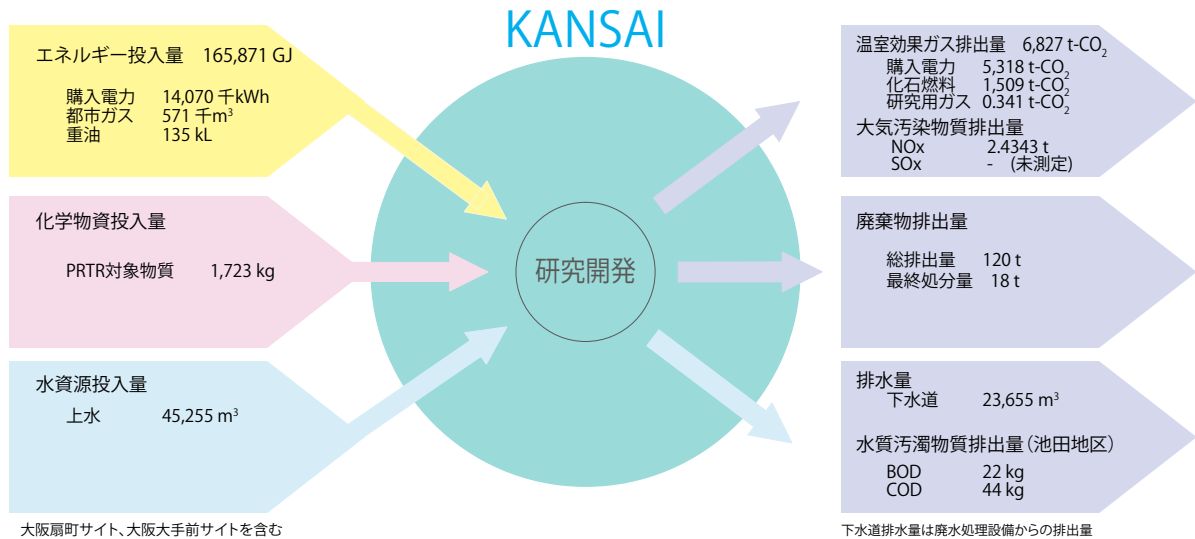 KANSAI
エネルギー投入量 165,871 GJ
購入電力 14,070 千kWh
都市ガス 571 千m³
重油 135 kL
化学物資投入量
PRTR対象物質 1,723 kg
水資源投入量
上水 45,255 m³
大阪扇町サイト、大阪大手前サイトを含む
研究開発
温室効果ガス排出量 6,827 t-CO₂
購入電力 5,318 t-CO₂
化石燃料 1,509 t-CO₂
研究用ガス 0.341 t-CO₂
大気汚染物質排出量
NOx 2.4343 t
SOx - (未測定)
廃棄物排出量
総排出量 120 t
最終処分量 18 t
排水量
下水道 23,655 m³
水質汚濁物質排出量(池田地区)
BOD 22 kg
COD 44 kg
下水道排水量は廃水処理設備からの排出量